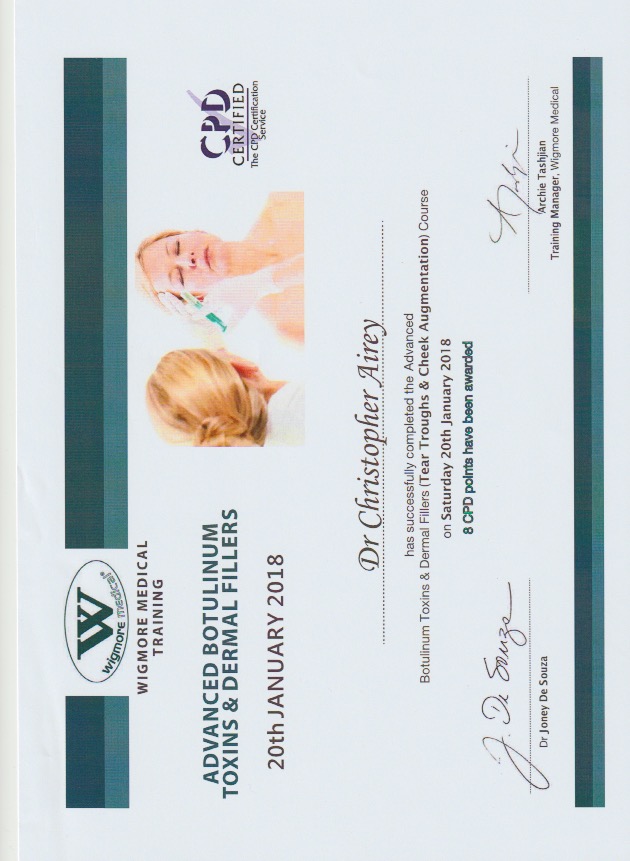 W
wigmore medical
WIGMORE MEDICAL
TRAINING
ADVANCED BOTULINUM
TOXINS & DERMAL FILLERS
20th JANUARY 2018
CPD
CERTIFIED
The CPD Certification
Service
Dr Christopher Airey
has successfully completed the Advanced
Botulinum Toxins & Dermal Fillers (Tear Troughs & Cheek Augmentation) Course
on Saturday 20th January 2018
8 CPD points have been awarded
J. De Souza
Dr Joney De Souza
Archie Tashjian
Training Manager, Wigmore Medical